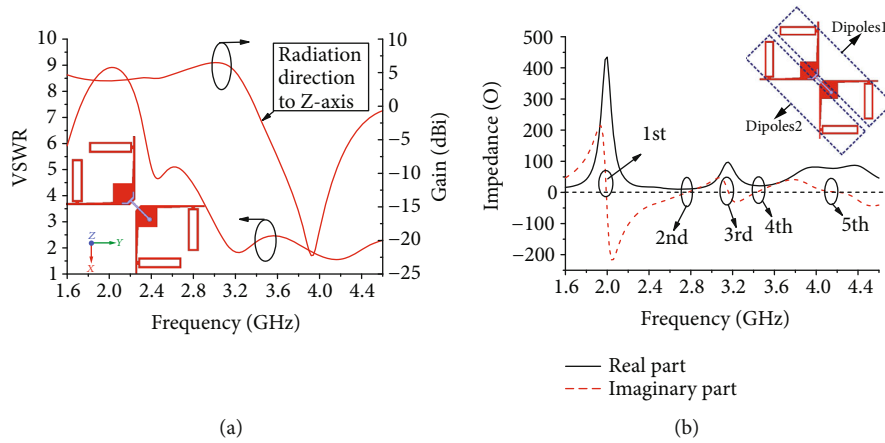 10
9
8
7
6
5
4
3
2
1
VSWR
1.6
2.0
2.4
2.8
3.2
3.6
4.0
4.4
Frequency (GHz)
10
5
0
−5
−10
−15
−20
−25
Gain (dBi)
Radiation
direction
to Z-axis
Z
Y
X
(a)
500
400
300
200
100
0
−100
−200
Impedance (O)
1.6
2.0
2.4
2.8
3.2
3.6
4.0
4.4
Frequency (GHz)
Dipoles1
Dipoles2
1st
2nd
3rd
4th
5th
Real part
Imaginary part
(b)